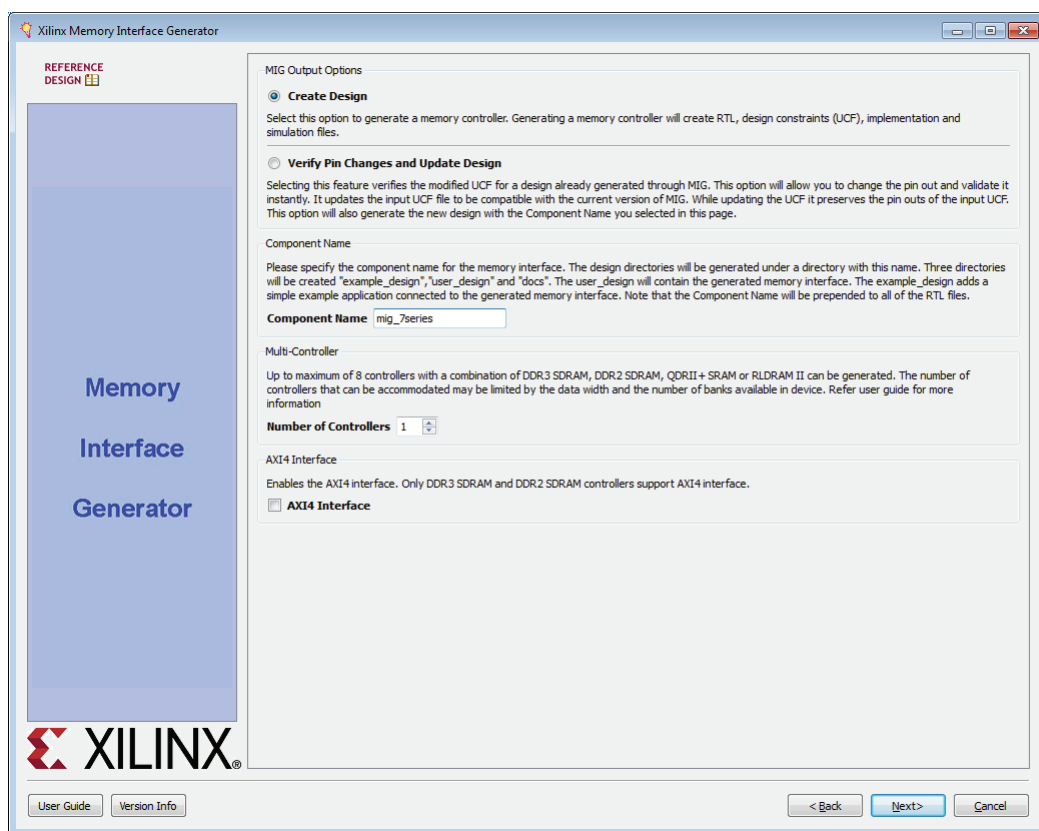 Xilinx Memory Interface Generator
REFERENCE
DESIGN
Memory
Interface
Generator
XILINX®
MIG Output Options
Create Design
Select this option to generate a memory controller. Generating a memory controller will create RTL, design constraints (UCF), implementation and
simulation files.
Verify Pin Changes and Update Design
Selecting this feature verifies the modified UCF for a design already generated through MIG. This option will allow you to change the pin out and validate it
instantly. It updates the input UCF file to be compatible with the current version of MIG. While updating the UCF it preserves the pin outs of the input UCF.
This option will also generate the new design with the Component Name you selected in this page.
Component Name
Please specify the component name for the memory interface. The design directories will be generated under a directory with this name. Three directories
will be created "example_design","user_design" and "docs". The user_design will contain the generated memory interface. The example_design adds a
simple example application connected to the generated memory interface. Note that the Component Name will be prepended to all of the RTL files.
Component Name mig_7series
Multi-Controller
Up to maximum of 8 controllers with a combination of DDR3 SDRAM, DDR2 SDRAM, QDRII+ SRAM or RLDRAM II can be generated. The number of
controllers that can be accommodated may be limited by the data width and the number of banks available in device. Refer user guide for more
information
Number of Controllers 1
AXI4 Interface
Enables the AXI4 interface. Only DDR3 SDRAM and DDR2 SDRAM controllers support AXI4 interface.
AXI4 Interface
User Guide Version Info < Back Next> Cancel